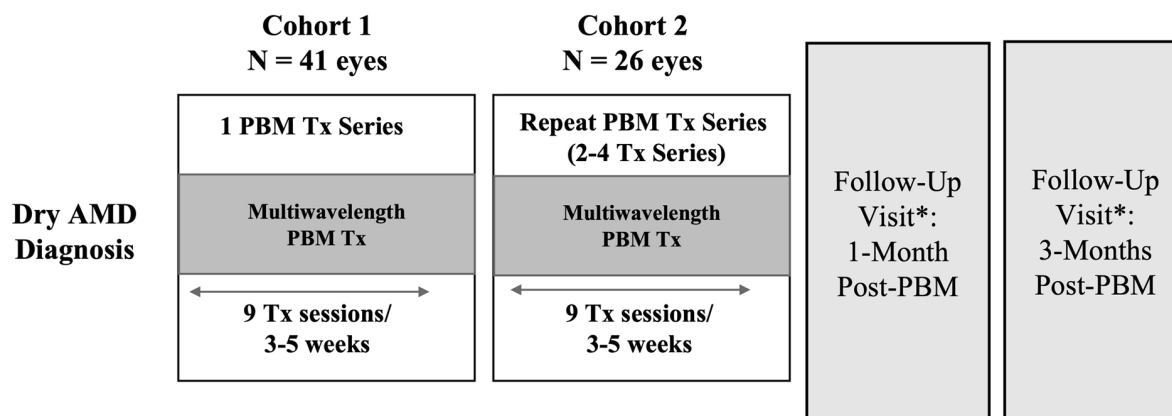 Dry AMD
Diagnosis
Cohort 1
N = 41 eyes
1 PBM Tx Series
Multiwavelength
PBM Tx
9 Tx sessions/
3-5 weeks
Cohort 2
N = 26 eyes
Repeat PBM Tx Series
(2-4 Tx Series)
Multiwavelength
PBM Tx
9 Tx sessions/
3-5 weeks
Follow-Up
Visit*:
1-Month
Post-PBM
Follow-Up
Visit*:
3-Months
Post-PBM